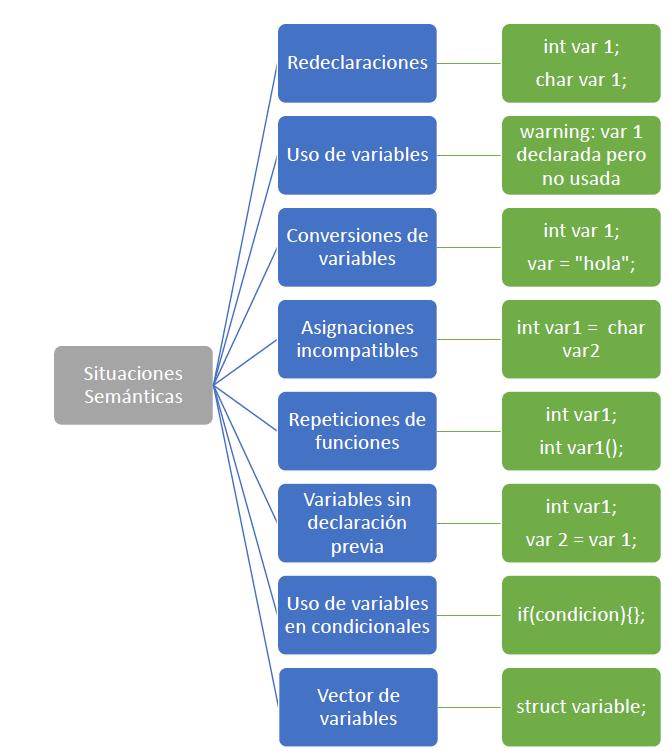 Redeclaraciones
int var 1;
char var 1;
Uso de variables
warning: var 1
declarada pero
no usada
Conversiones de
variables
int var 1;
var = "hola";
Asignaciones
incompatibles
int var1 =  char
var2
Situaciones
Semánticas
Repeticiones de
funciones
int var1;
int var1();
Variables sin
declaración
previa
int var1;
var 2 = var 1;
Uso de variables
en condicionales
if(condicion){};
Vector de
variables
struct variable;